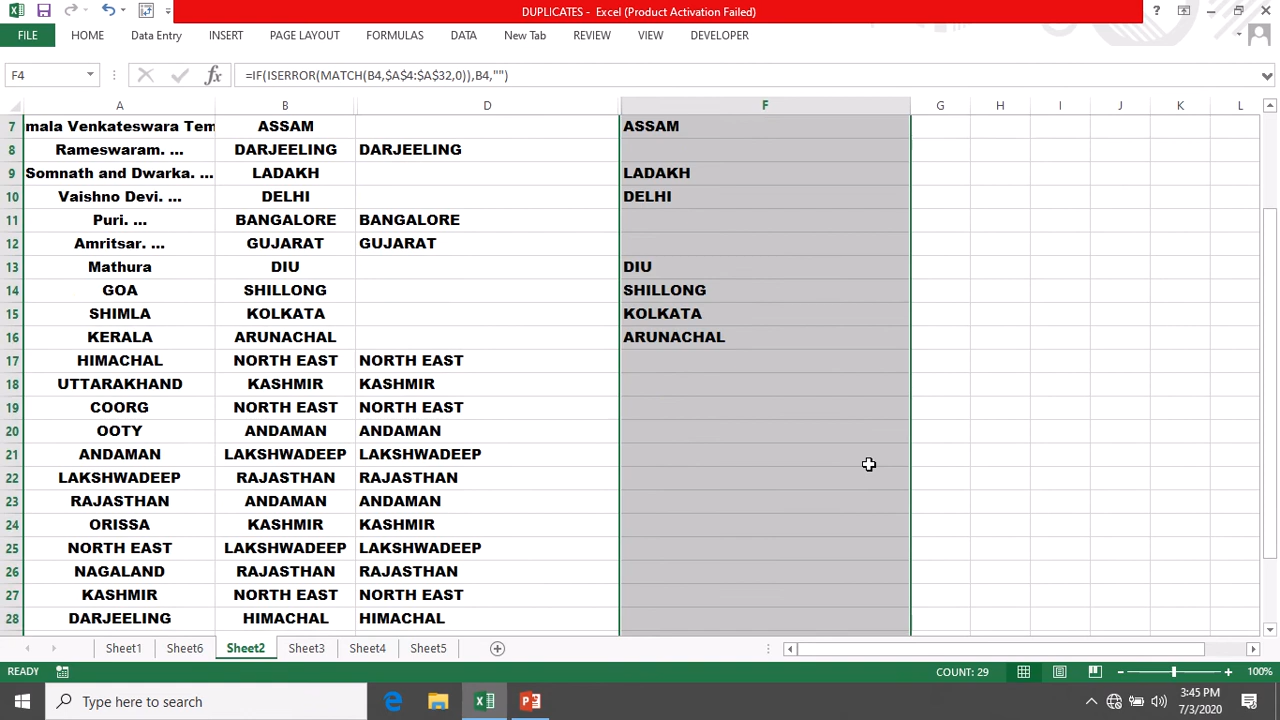 DUPLICATES - Excel (Product Activation Failed)
FILE HOME Data Entry INSERT PAGE LAYOUT FORMULAS DATA New Tab REVIEW VIEW DEVELOPER
F4 =IF(ISERROR(MATCH(B4,$A$4:$A$32,0)),B4,"")
A B D F G H I J K L
7 mala Venkateswara Tem ASSAM ASSAM
8 Rameswaram. ... DARJEELING DARJEELING
9 Somnath and Dwarka. ... LADAKH LADAKH
10 Vaishno Devi. ... DELHI DELHI
11 Puri. ... BANGALORE BANGALORE
12 Amritsar. ... GUJARAT GUJARAT
13 Mathura DIU DIU
14 GOA SHILLONG SHILLONG
15 SHIMLA KOLKATA KOLKATA
16 KERALA ARUNACHAL ARUNACHAL
17 HIMACHAL NORTH EAST NORTH EAST
18 UTTARAKHAND KASHMIR KASHMIR
19 COORG NORTH EAST NORTH EAST
20 OOTY ANDAMAN ANDAMAN
21 ANDAMAN LAKSHWADEEP LAKSHWADEEP
22 LAKSHWADEEP RAJASTHAN RAJASTHAN
23 RAJASTHAN ANDAMAN ANDAMAN
24 ORISSA KASHMIR KASHMIR
25 NORTH EAST LAKSHWADEEP LAKSHWADEEP
26 NAGALAND RAJASTHAN RAJASTHAN
27 KASHMIR NORTH EAST NORTH EAST
28 DARJEELING HIMACHAL HIMACHAL
Sheet1 Sheet6 Sheet2 Sheet3 Sheet4 Sheet5
READY COUNT: 29 100%
Type here to search 3:45 PM
7/3/2020